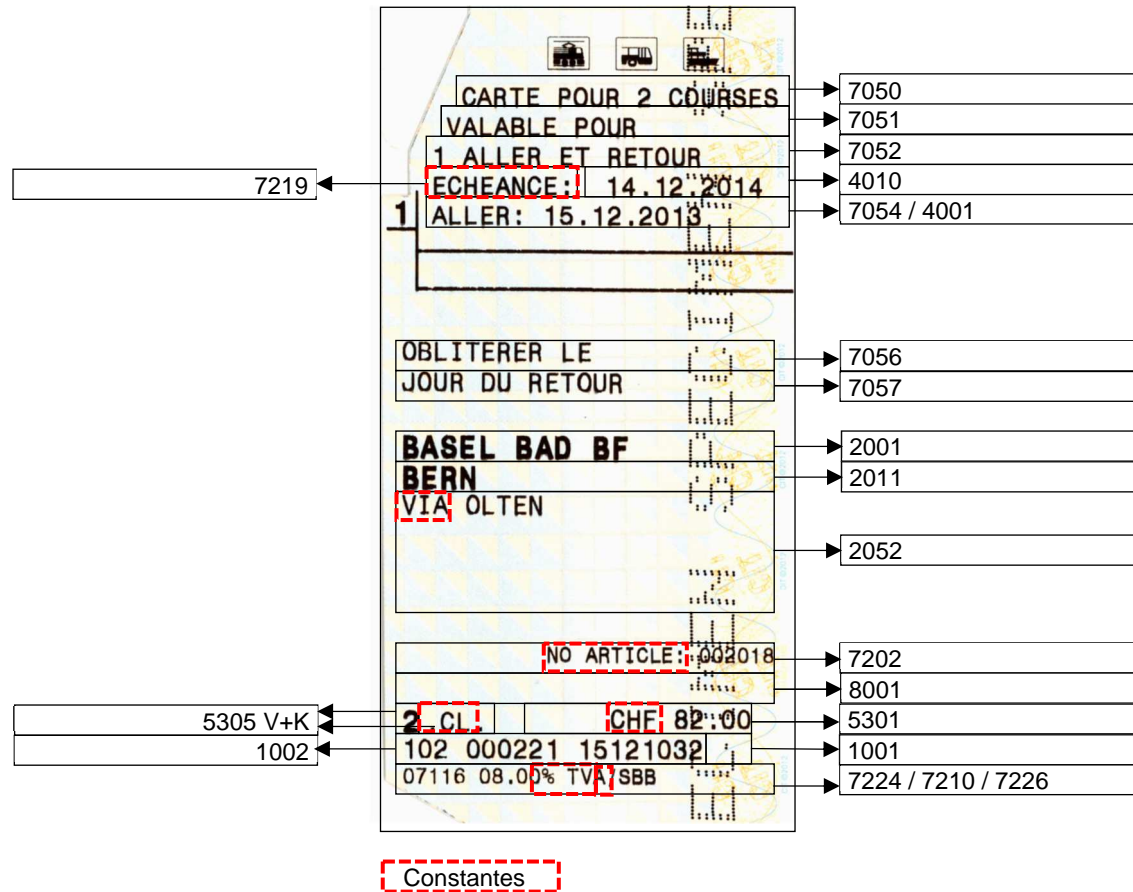 CARTE POUR 2 COURSES 7050
VALABLE POUR 7051
1 ALLER ET RETOUR 7052
7219 ECHEANCE: 14.12.2014 4010
1 ALLER: 15.12.2013 7054 / 4001
OBLITERER LE 7056
JOUR DU RETOUR 7057
BASEL BAD BF 2001
BERN 2011
VIA OLTEN
2052
NO ARTICLE: 002018 7202
8001
5305 V+K 2. CL. CHF 82.00 5301
1002 102 000221 15121032 1001
07116 08.00% TVA/SBB 7224 / 7210 / 7226
Constantes